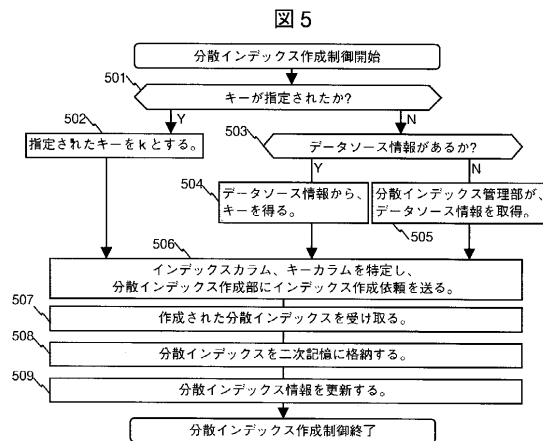 図5
分散インデックス作成制御開始
501
キーが指定されたか?
Y
N
502
指定されたキーをkとする。
503
データソース情報があるか?
Y
N
504
データソース情報から、
キーを得る。
分散インデックス管理部が、
データソース情報を取得。
505
506
インデックスカラム、キーカラムを特定し、
分散インデックス作成部にインデックス作成依頼を送る。
507
作成された分散インデックスを受け取る。
508
分散インデックスを二次記憶に格納する。
509
分散インデックス情報を更新する。
分散インデックス作成制御終了